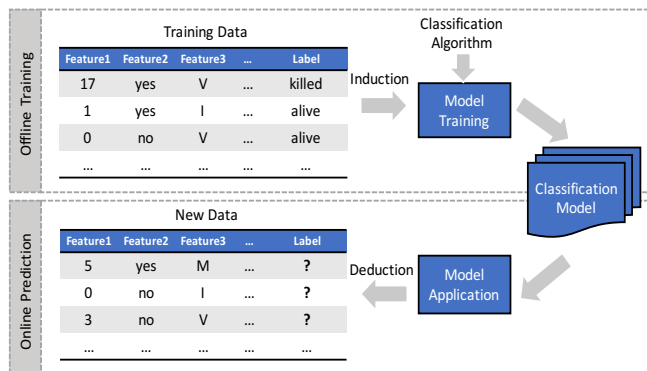 Offline Training
Training Data
Feature1 Feature2 Feature3 ... Label
17 yes V ... killed
1 yes I ... alive
0 no V ... alive
... ... ... ... ...
Induction
Classification
Algorithm
Model
Training
Classification
Model
Online Prediction
New Data
Feature1 Feature2 Feature3 ... Label
5 yes M ... ?
0 no I ... ?
3 no V ... ?
... ... ... ... ...
Deduction
Model
Application